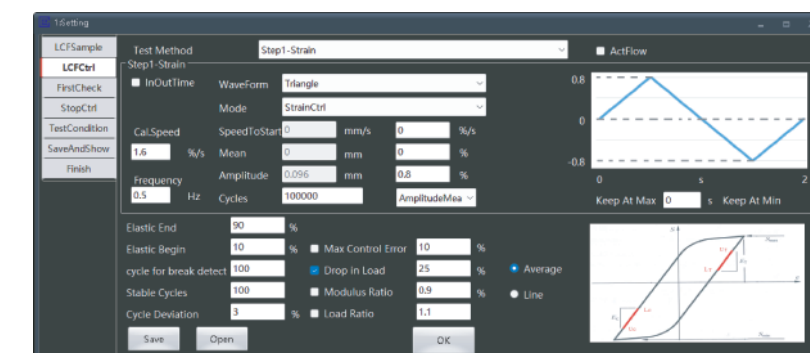 1:Setting
LCFSample
LCFCtrl
FirstCheck
StopCtrl
TestCondition
SaveAndShow
Finish
Test Method Step1-Strain ActFlow
Step1-Strain
InOutTime WaveForm Triangle
Mode StrainCtrl
Cal.Speed SpeedToStart 0 mm/s 0 %/s
1.6 %/s Mean 0 mm 0 %
Frequency Amplitude 0.096 mm 0.8 %
0.5 Hz Cycles 100000 AmplitudeMea
0.8
0
-0.8
0 s 2
Keep At Max 0 s Keep At Min
Elastic End 90 %
Elastic Begin 10 % Max Control Error 10 %
cycle for break detect 100 Drop in Load 25 % Average
Stable Cycles 100 Modulus Ratio 0.9 % Line
Cycle Deviation 3 % Load Ratio 1.1
Save Open OK